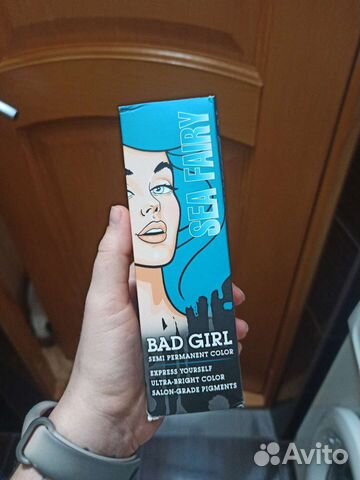 SEA FAIRY
BAD GIRL
SEMI PERMANENT COLOR
EXPRESS YOURSELF
ULTRA-BRIGHT COLOR
SALON-GRADE PIGMENTS
Avito